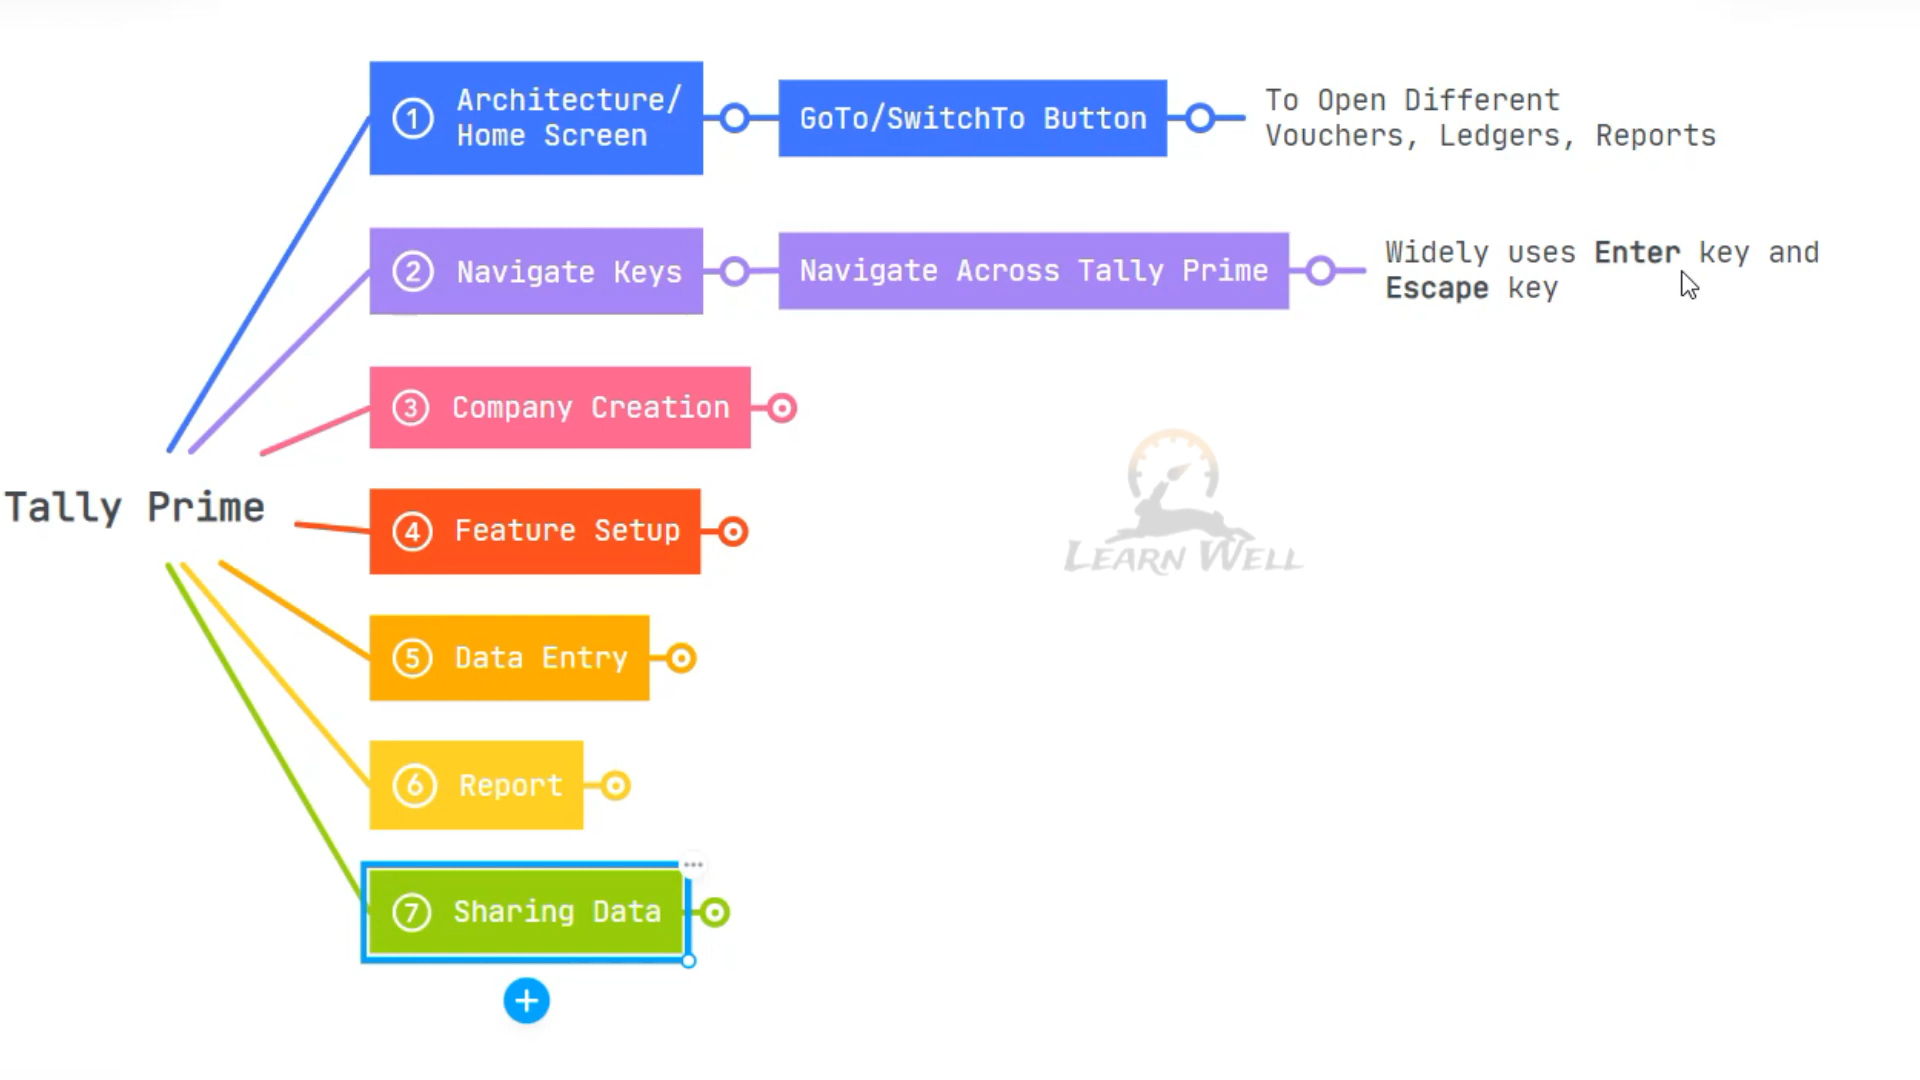 1 Architecture/
Home Screen
GoTo/SwitchTo Button
To Open Different
Vouchers, Ledgers, Reports
2 Navigate Keys
Navigate Across Tally Prime
Widely uses Enter key and
Escape key
3 Company Creation
Tally Prime
4 Feature Setup
LEARN WELL
5 Data Entry
6 Report
7 Sharing Data